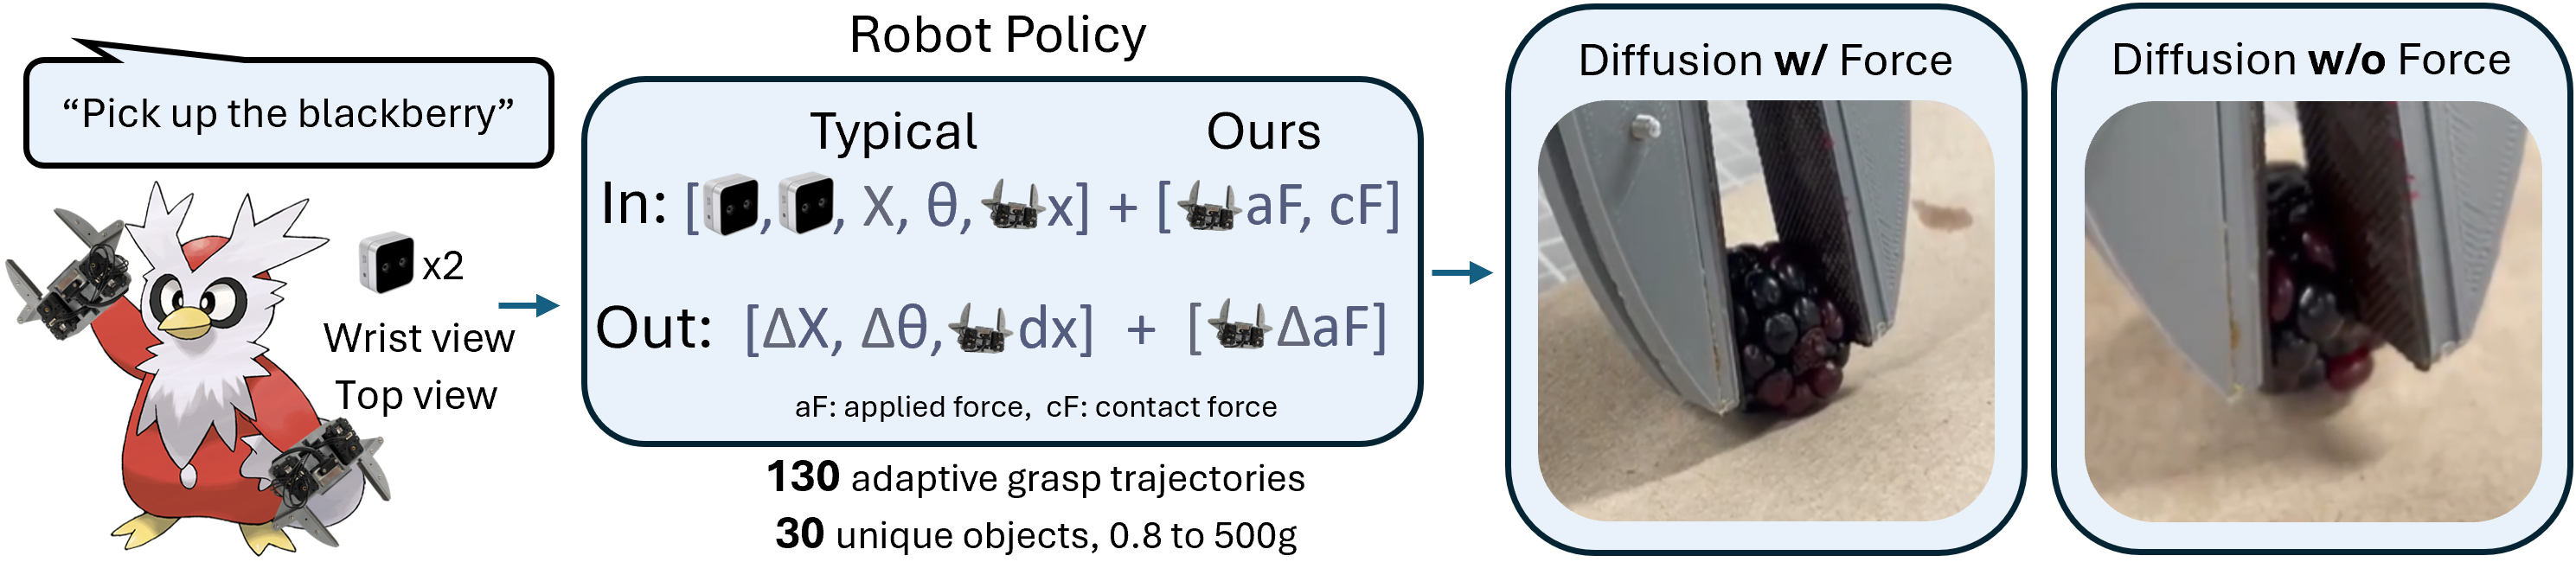 “Pick up the blackberry”
x2
Wrist view
Top view
Robot Policy
Typical Ours
In: [ , , X, θ, x] + [ aF, cF]
Out: [ΔX, Δθ, dx] + [ ΔaF]
aF: applied force, cF: contact force
130 adaptive grasp trajectories
30 unique objects, 0.8 to 500g
Diffusion w/ Force
Diffusion w/o Force